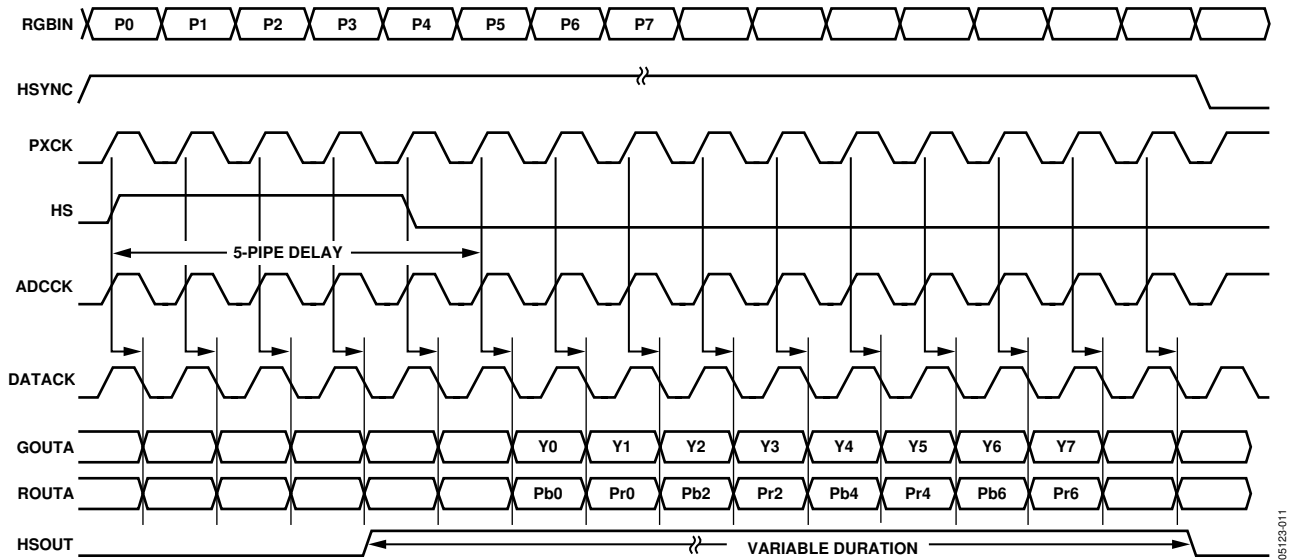 RGBIN P0 P1 P2 P3 P4 P5 P6 P7
HSYNC
PXCK
HS
5-PIPE DELAY
ADCCK
DATACK
GOUTA Y0 Y1 Y2 Y3 Y4 Y5 Y6 Y7
ROUTA Pb0 Pr0 Pb2 Pr2 Pb4 Pr4 Pb6 Pr6
HSOUT VARIABLE DURATION
05123-011